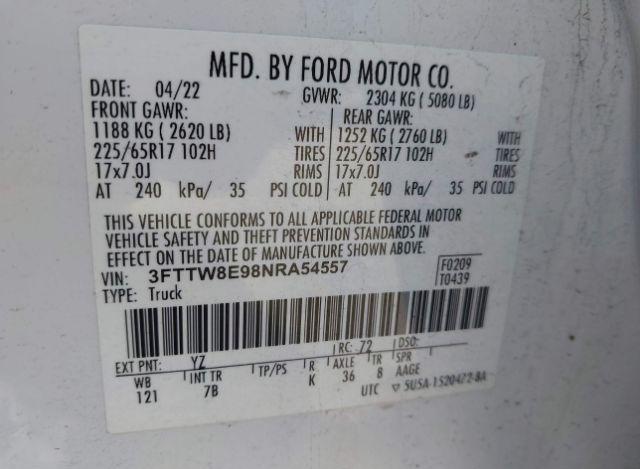 MFD. BY FORD MOTOR CO.
DATE: 04/22 GVWR: 2304 KG ( 5080 LB)
FRONT GAWR: REAR GAWR:
1188 KG ( 2620 LB) WITH 1252 KG ( 2760 LB) WITH
225/65R17 102H TIRES 225/65R17 102H TIRES
17x7.0J RIMS 17x7.0J RIMS
AT 240 kPa/ 35 PSI COLD AT 240 kPa/ 35 PSI COLD
THIS VEHICLE CONFORMS TO ALL APPLICABLE FEDERAL MOTOR
VEHICLE SAFETY AND THEFT PREVENTION STANDARDS IN
EFFECT ON THE DATE OF MANUFACTURE SHOWN ABOVE.
VIN: 3FTTW8E98NRA54557 F0209
TYPE: Truck T0439
EXT PNT: YZ RC: 72 DSO:
WB INT TR TP/PS R AXLE TR SPR
121 7B K 36 8 AAGE
UTC ▽ 5U5A-1520472-BA